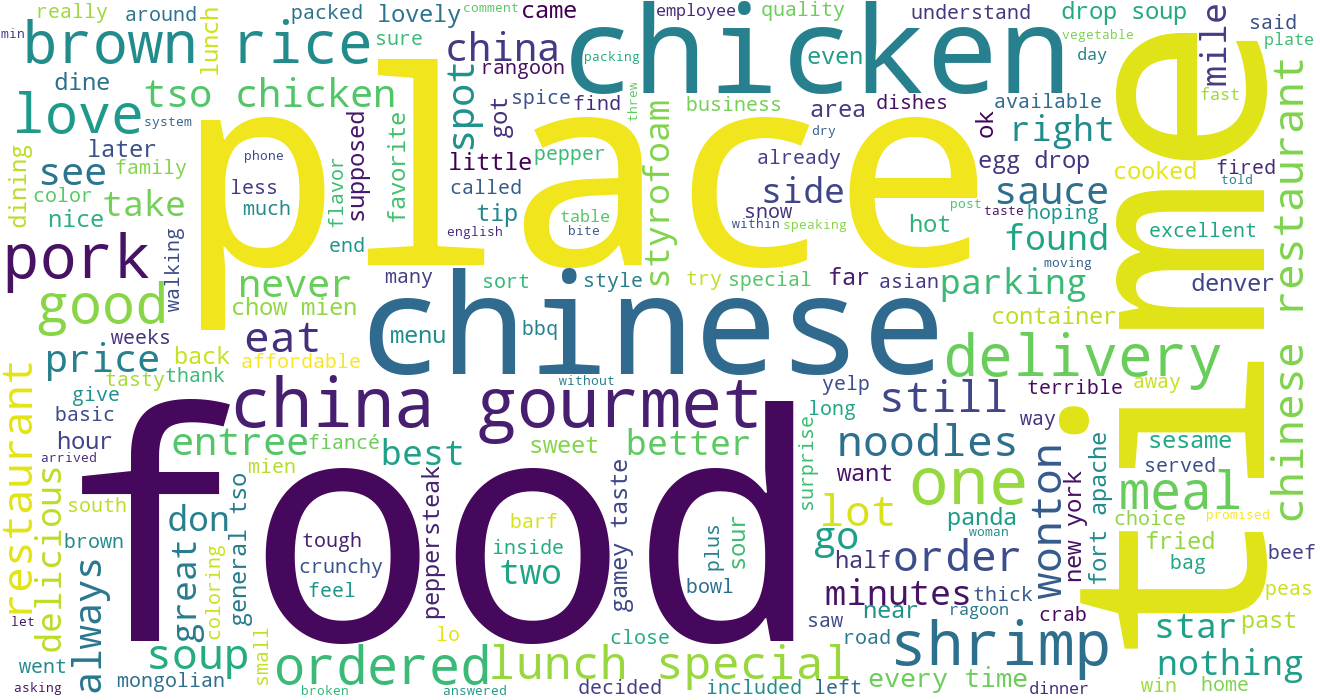 food
place
time
chinese
chicken
china gourmet
brown rice
love
pork
good
shrimp
one
delivery
ordered
lunch special
noodles
order
meal
soup
restaurant
chinese restaurant
wonton
minutes
still
lot
go
star
nothing
sauce
right
found
parking
side
styrofoam
spot
china
tso chicken
see
take
never
eat
price
entree
best
better
two
don
great
always
delicious
really
around
packed
lovely
comment
came
employee
quality
understand
drop soup
said
min
lunch
sure
rangoon
packing
even
vegetable
plate
day
mile
dine
system
spice
find
threw
business
area
dishes
available
ok
fast
got
later
family
phone
supposed
favorite
little
pepper
dry
already
egg drop
cooked
fired
told
dining
color
nice
less
much
flavor
called
tip
table
bite
snow
within
speaking
hot
post
taste
hoping
excellent
walking
end
english
many
sort
style
try
special
far
asian
moving
denver
chow mien
menu
bbq
container
weeks
back
affordable
tasty
thank
without
give
basic
yelp
long
terrible
away
way
hour
arrived
fiancé
sweet
surprise
want
sesame
served
mien
south
brown
coloring
general tso
peppersteak
tough
crunchy
feel
barf
inside
gamey taste
plus
sour
bowl
panda
woman
half
thick
new york
fort apache
choice
promised
fried
bag
beef
peas
near
ragoon
crab
past
let
small
lo
close
saw
road
went
mongolian
asking
broken
answered
decided
included
left
every time
dinner
win
home